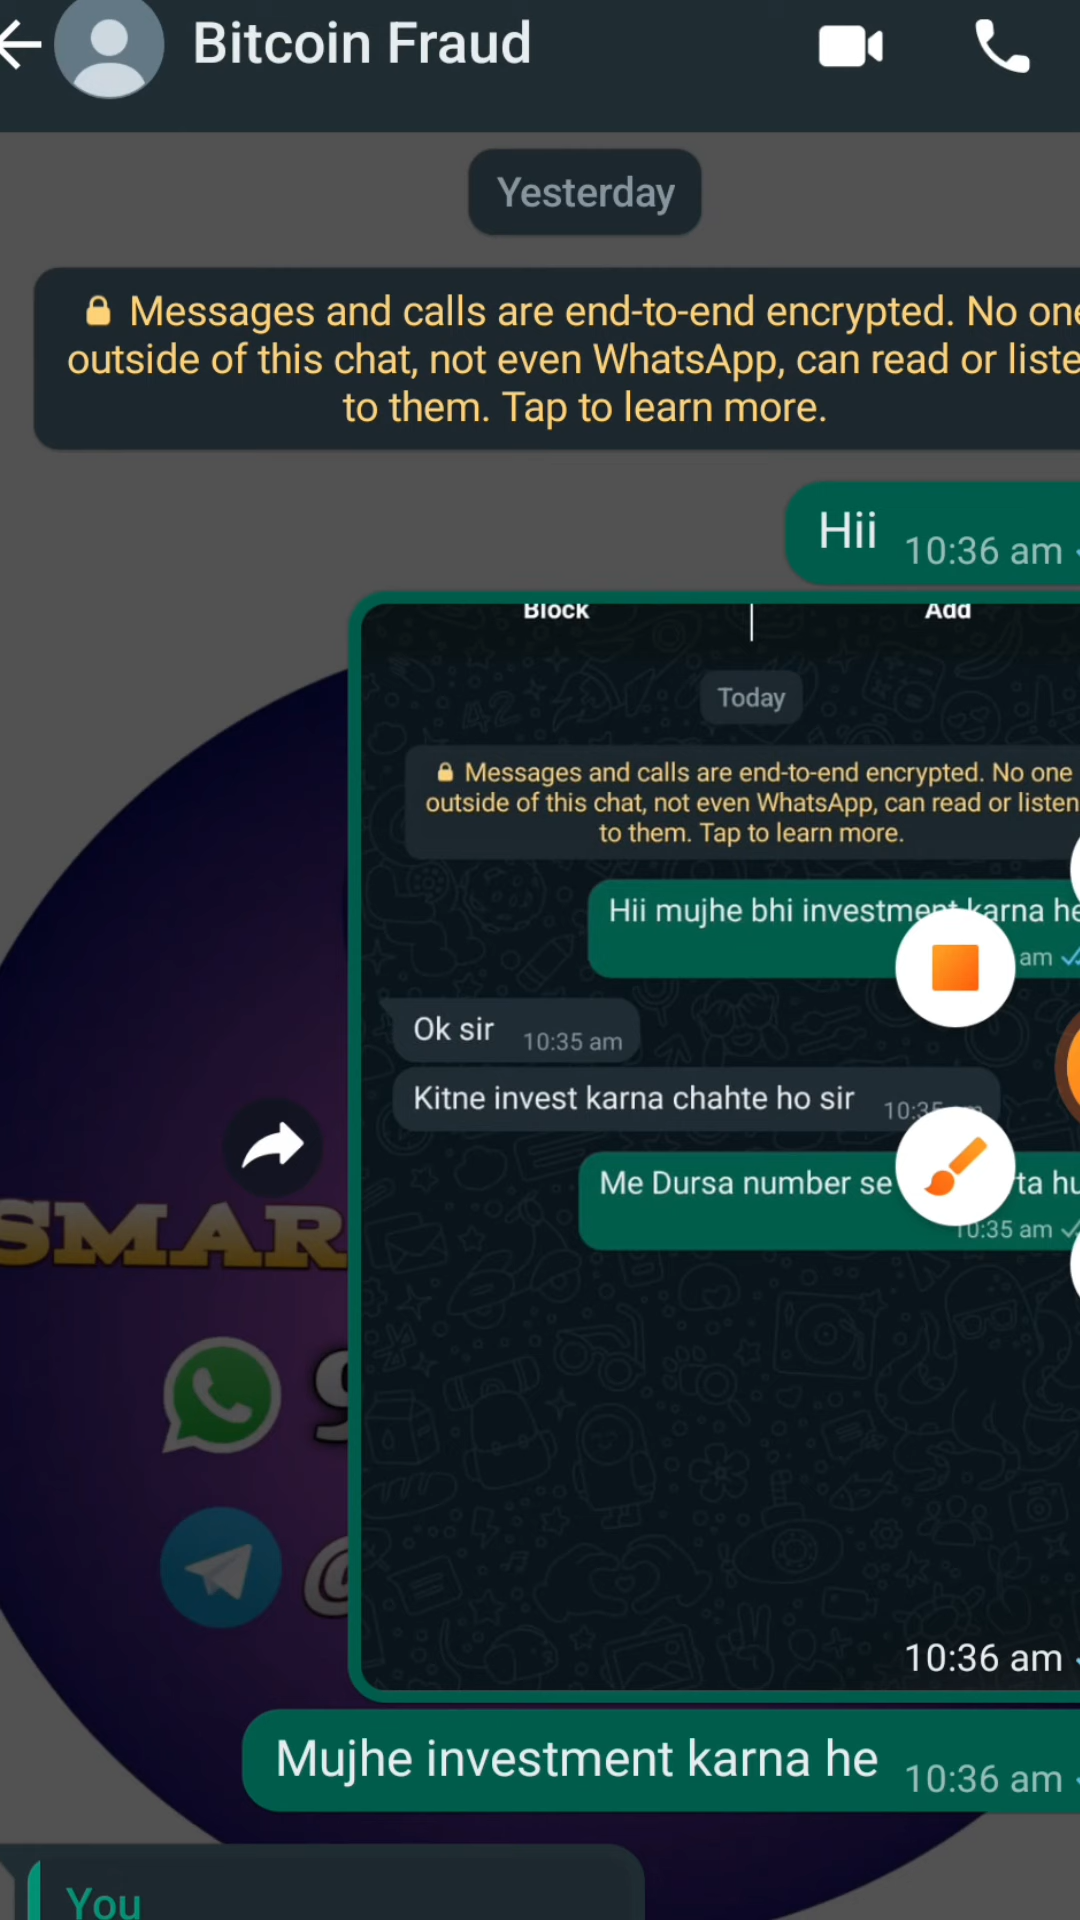 Bitcoin Fraud
Yesterday
Messages and calls are end-to-end encrypted. No one
outside of this chat, not even WhatsApp, can read or liste
to them. Tap to learn more.
Hii 10:36 am
Block Add
Today
Messages and calls are end-to-end encrypted. No one
outside of this chat, not even WhatsApp, can read or listen
to them. Tap to learn more.
Hii mujhe bhi investment karna he
am
Ok sir 10:35 am
Kitne invest karna chahte ho sir
Me Dursa number se ta hu
10:35 am
SMAR
9
@
10:36 am
Mujhe investment karna he 10:36 am
You